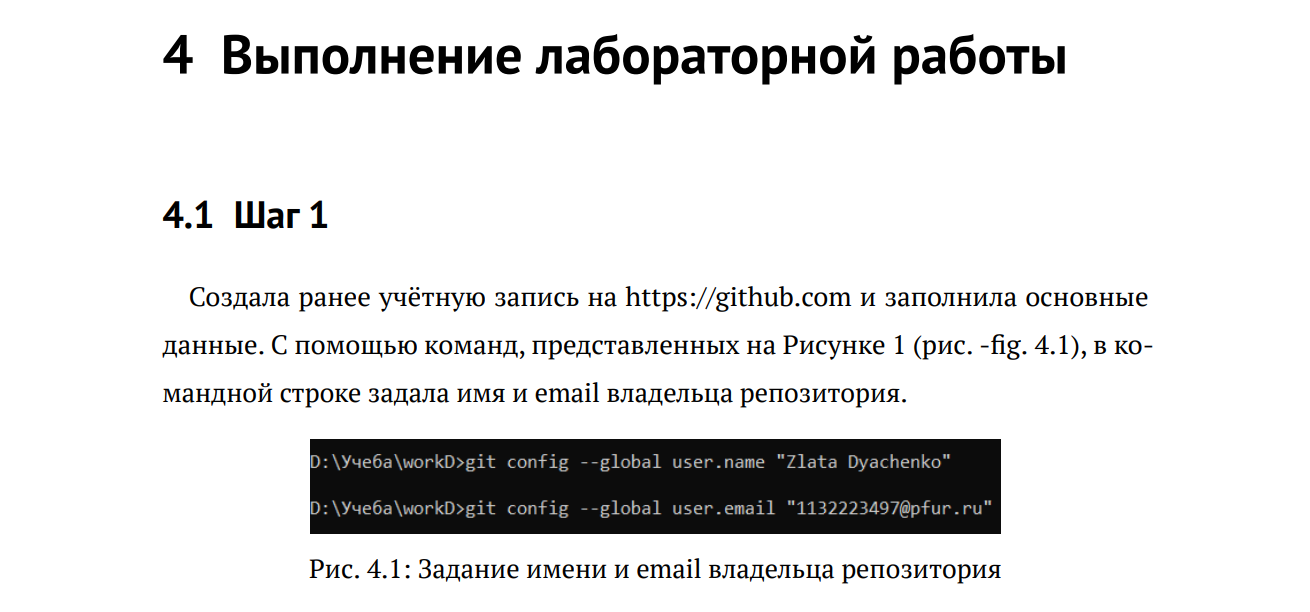 4 Выполнение лабораторной работы
4.1 Шаг 1
Создала ранее учётную запись на https://github.com и заполнила основные
данные. С помощью команд, представленных на Рисунке 1 (рис. -fig. 4.1), в ко-
мандной строке задала имя и email владельца репозитория.
D:\Учеба\workD>git config --global user.name "Zlata Dyachenko"
D:\Учеба\workD>git config --global user.email "1132223497@pfur.ru"
Рис. 4.1: Задание имени и email владельца репозитория